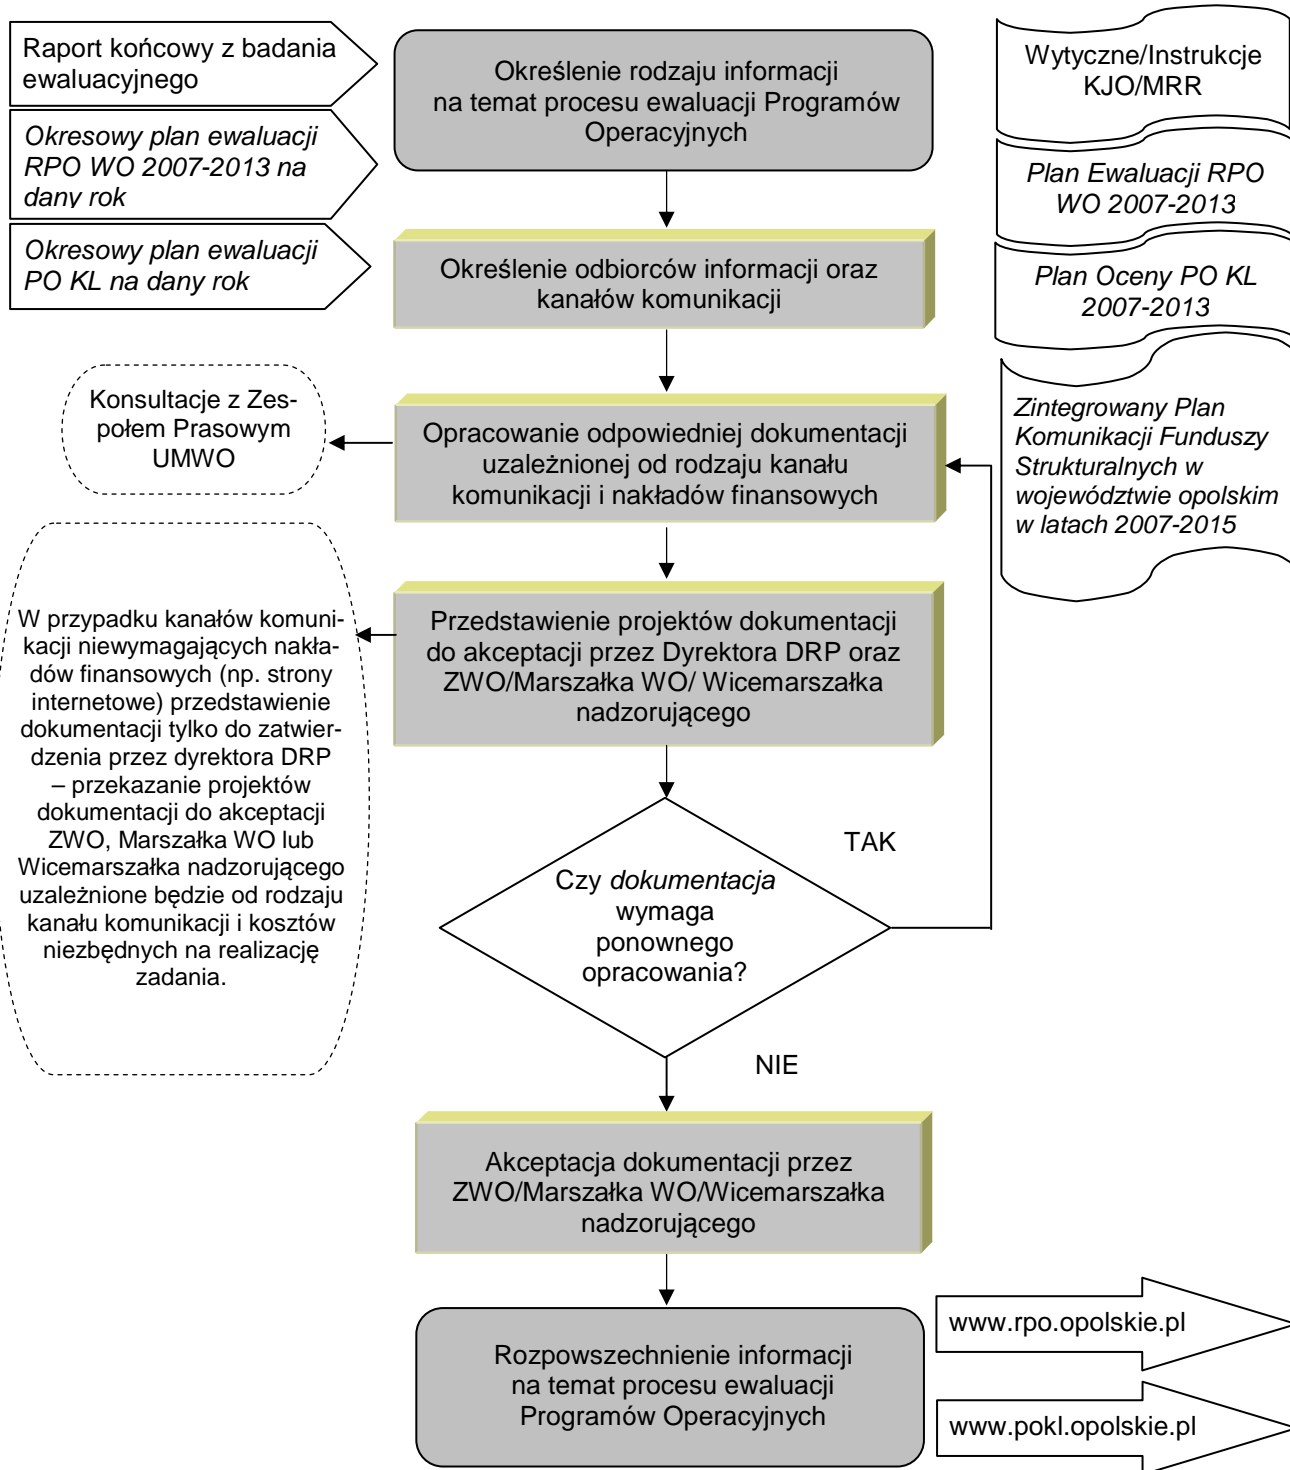 Raport końcowy z badania
ewaluacyjnego
Okresowy plan ewaluacji
RPO WO 2007-2013 na
dany rok
Okresowy plan ewaluacji
PO KL na dany rok
Określenie rodzaju informacji
na temat procesu ewaluacji Programów
Operacyjnych
Wytyczne/Instrukcje
KJO/MRR
Plan Ewaluacji RPO
WO 2007-2013
Plan Oceny PO KL
2007-2013
Zintegrowany Plan
Komunikacji Funduszy
Strukturalnych w
województwie opolskim
w latach 2007-2015
Określenie odbiorców informacji oraz
kanałów komunikacji
Konsultacje z Zes-
połem Prasowym
UMWO
Opracowanie odpowiedniej dokumentacji
uzależnionej od rodzaju kanału
komunikacji i nakładów finansowych
W przypadku kanałów komuni-
kacji niewymagających nakła-
dów finansowych (np. strony
internetowe) przedstawienie
dokumentacji tylko do zatwier-
dzenia przez dyrektora DRP
– przekazanie projektów
dokumentacji do akceptacji
ZWO, Marszałka WO lub
Wicemarszałka nadzorującego
uzależnione będzie od rodzaju
kanału komunikacji i kosztów
niezbędnych na realizację
zadania.
Przedstawienie projektów dokumentacji
do akceptacji przez Dyrektora DRP oraz
ZWO/Marszałka WO/ Wicemarszałka
nadzorującego
TAK
Czy dokumentacja
wymaga
ponownego
opracowania?
NIE
Akceptacja dokumentacji przez
ZWO/Marszałka WO/Wicemarszałka
nadzorującego
Rozpowszechnienie informacji
na temat procesu ewaluacji
Programów Operacyjnych
www.rpo.opolskie.pl
www.pokl.opolskie.pl